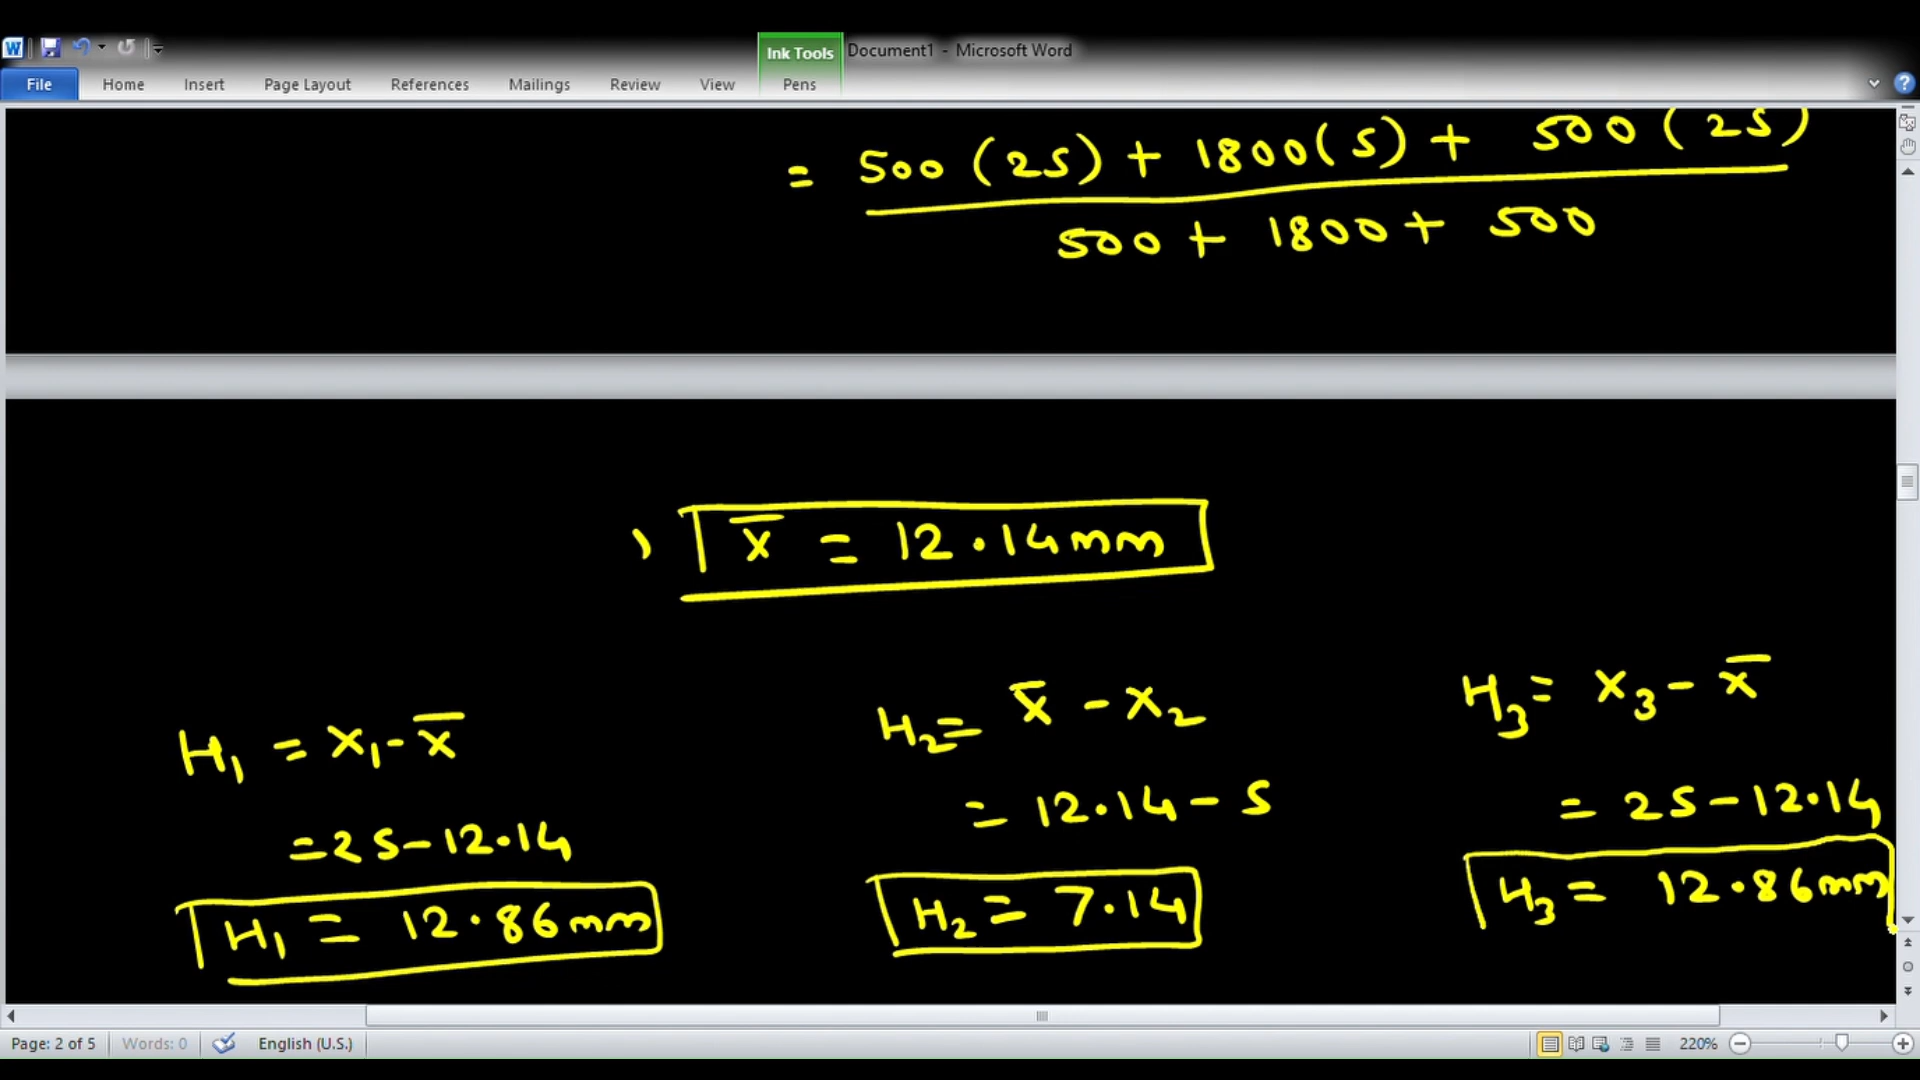 Ink Tools Document1 - Microsoft Word
File Home Insert Page Layout References Mailings Review View Pens
= 500 (25) + 1800 (5) + 500 (25)
500 + 1800 + 500
x̅ = 12.14mm
H₁ = x₁ - x̅
H₂ = x̅ - x₂
H₃ = x₃ - x̅
= 25 - 12.14
= 12.14 - 5
= 25 - 12.14
H₁ = 12.86mm
H₂ = 7.14
H₃ = 12.86mm
Page: 2 of 5 Words: 0 English (U.S.) 220%